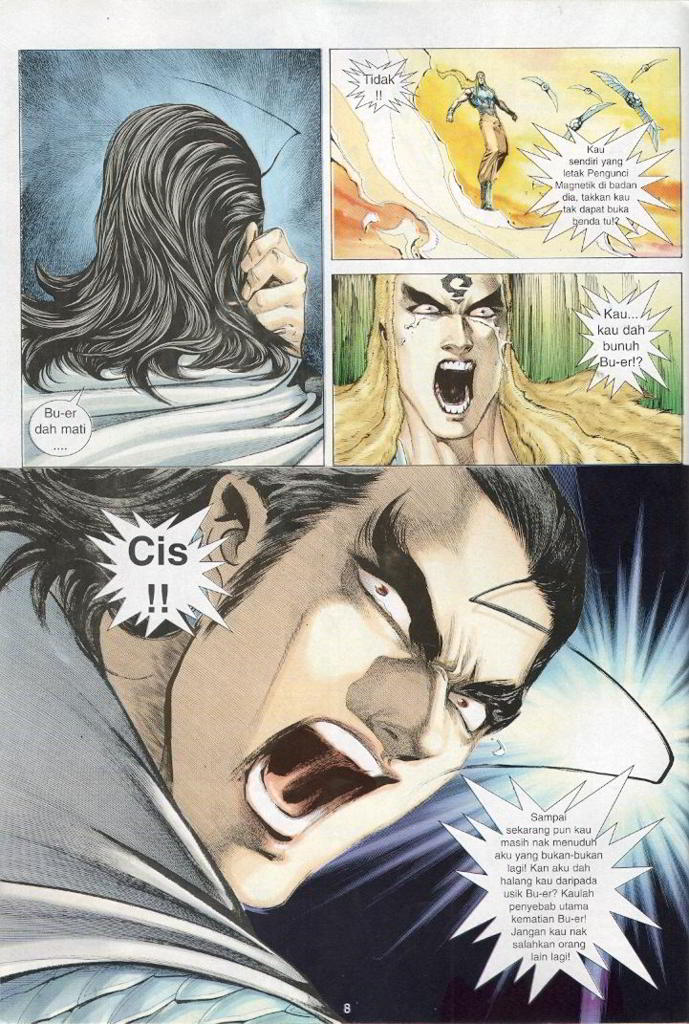 Bu-er
dah mati
....
Tidak
!!
Kau
sendiri yang
letak Pengunci
Magnetik di badan
dia, takkan kau
tak dapat buka
benda tu!?
Kau...
kau dah
bunuh
Bu-er!?
Cis
!!
Sampai
sekarang pun kau
masih nak menuduh
aku yang bukan-bukan
lagi! Kan aku dah
halang kau daripada
usik Bu-er? Kaulah
penyebab utama
kematian Bu-er!
Jangan kau nak
salahkan orang
lain lagi!
8